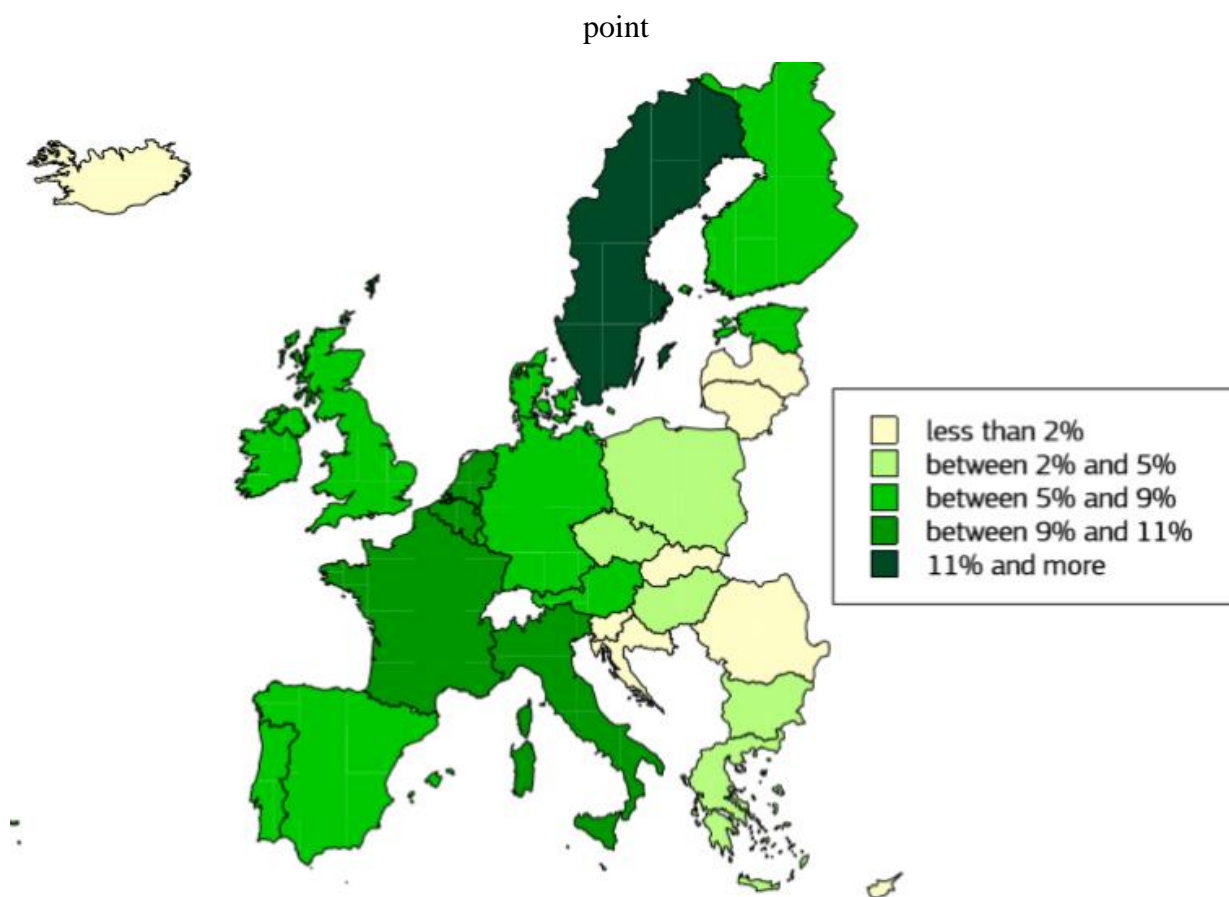 point
less than 2%
between 2% and 5%
between 5% and 9%
between 9% and 11%
11% and more